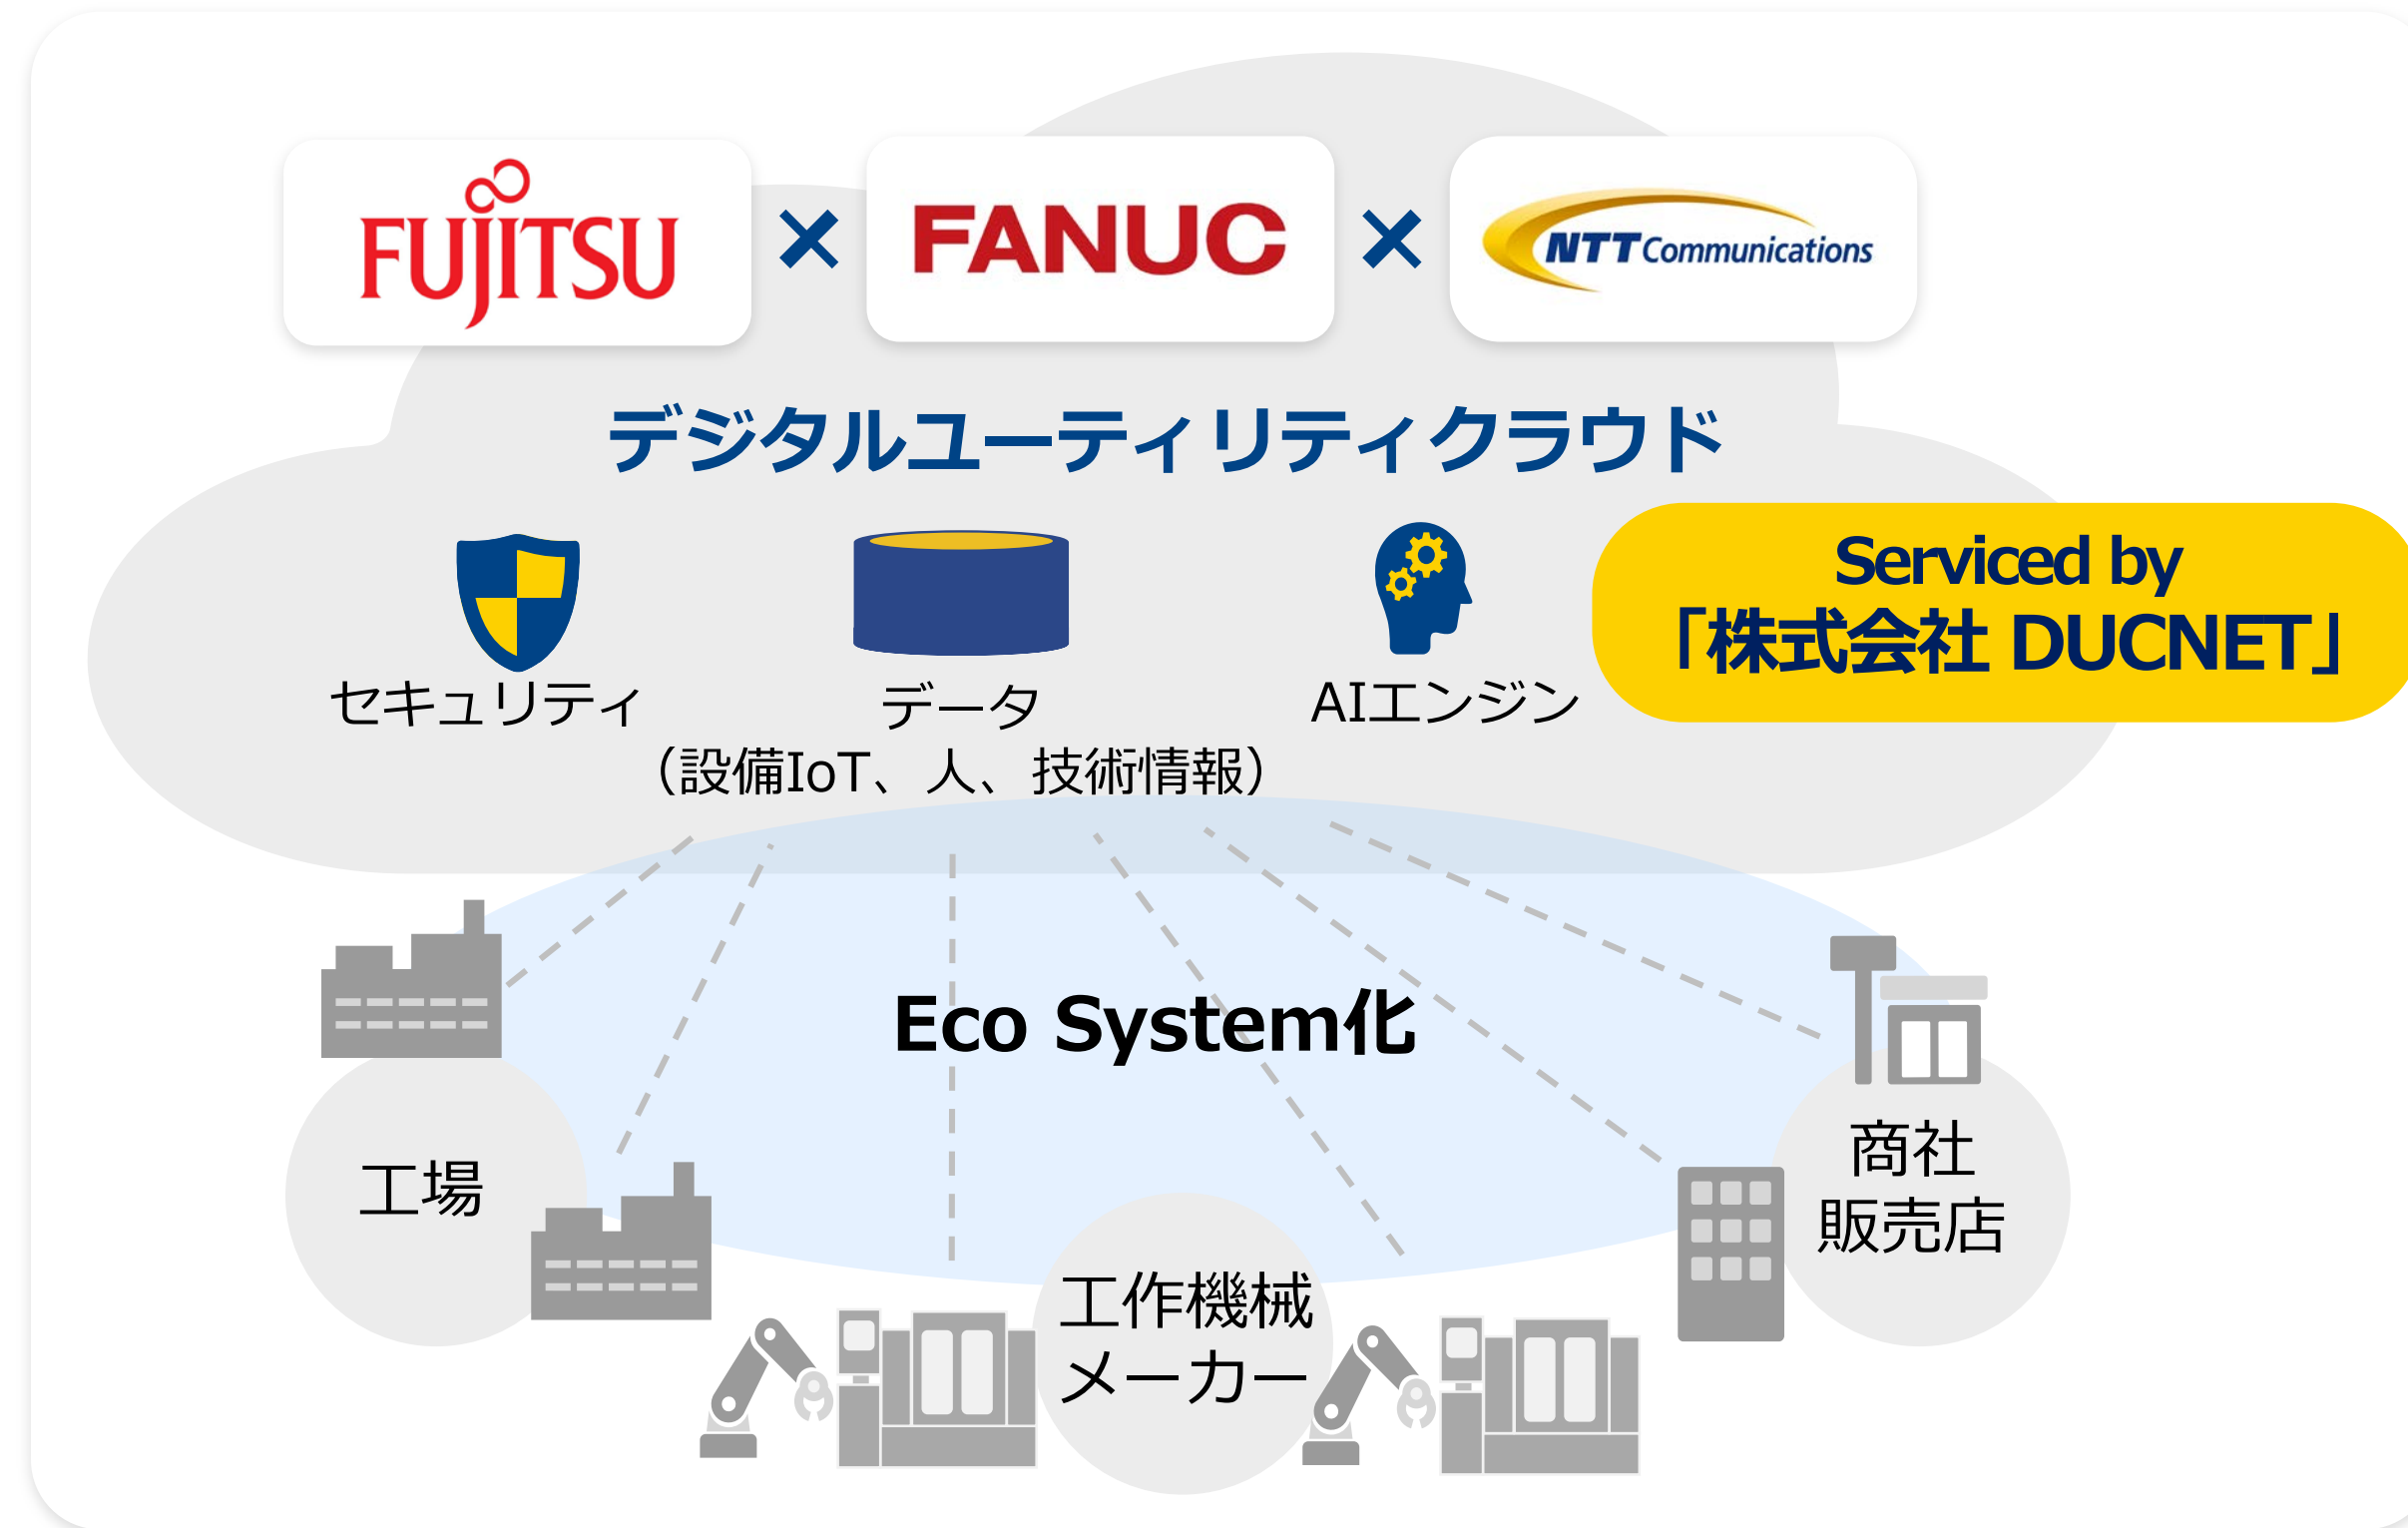 FUJITSU
×
FANUC
×
NTT Communications
デジタルユーティリティクラウド
Serviced by
「株式会社 DUCNET」
セキュリティ
データ
（設備IoT、人、技術情報）
AIエンジン
Eco System化
工場
工作機械
メーカー
商社
販売店